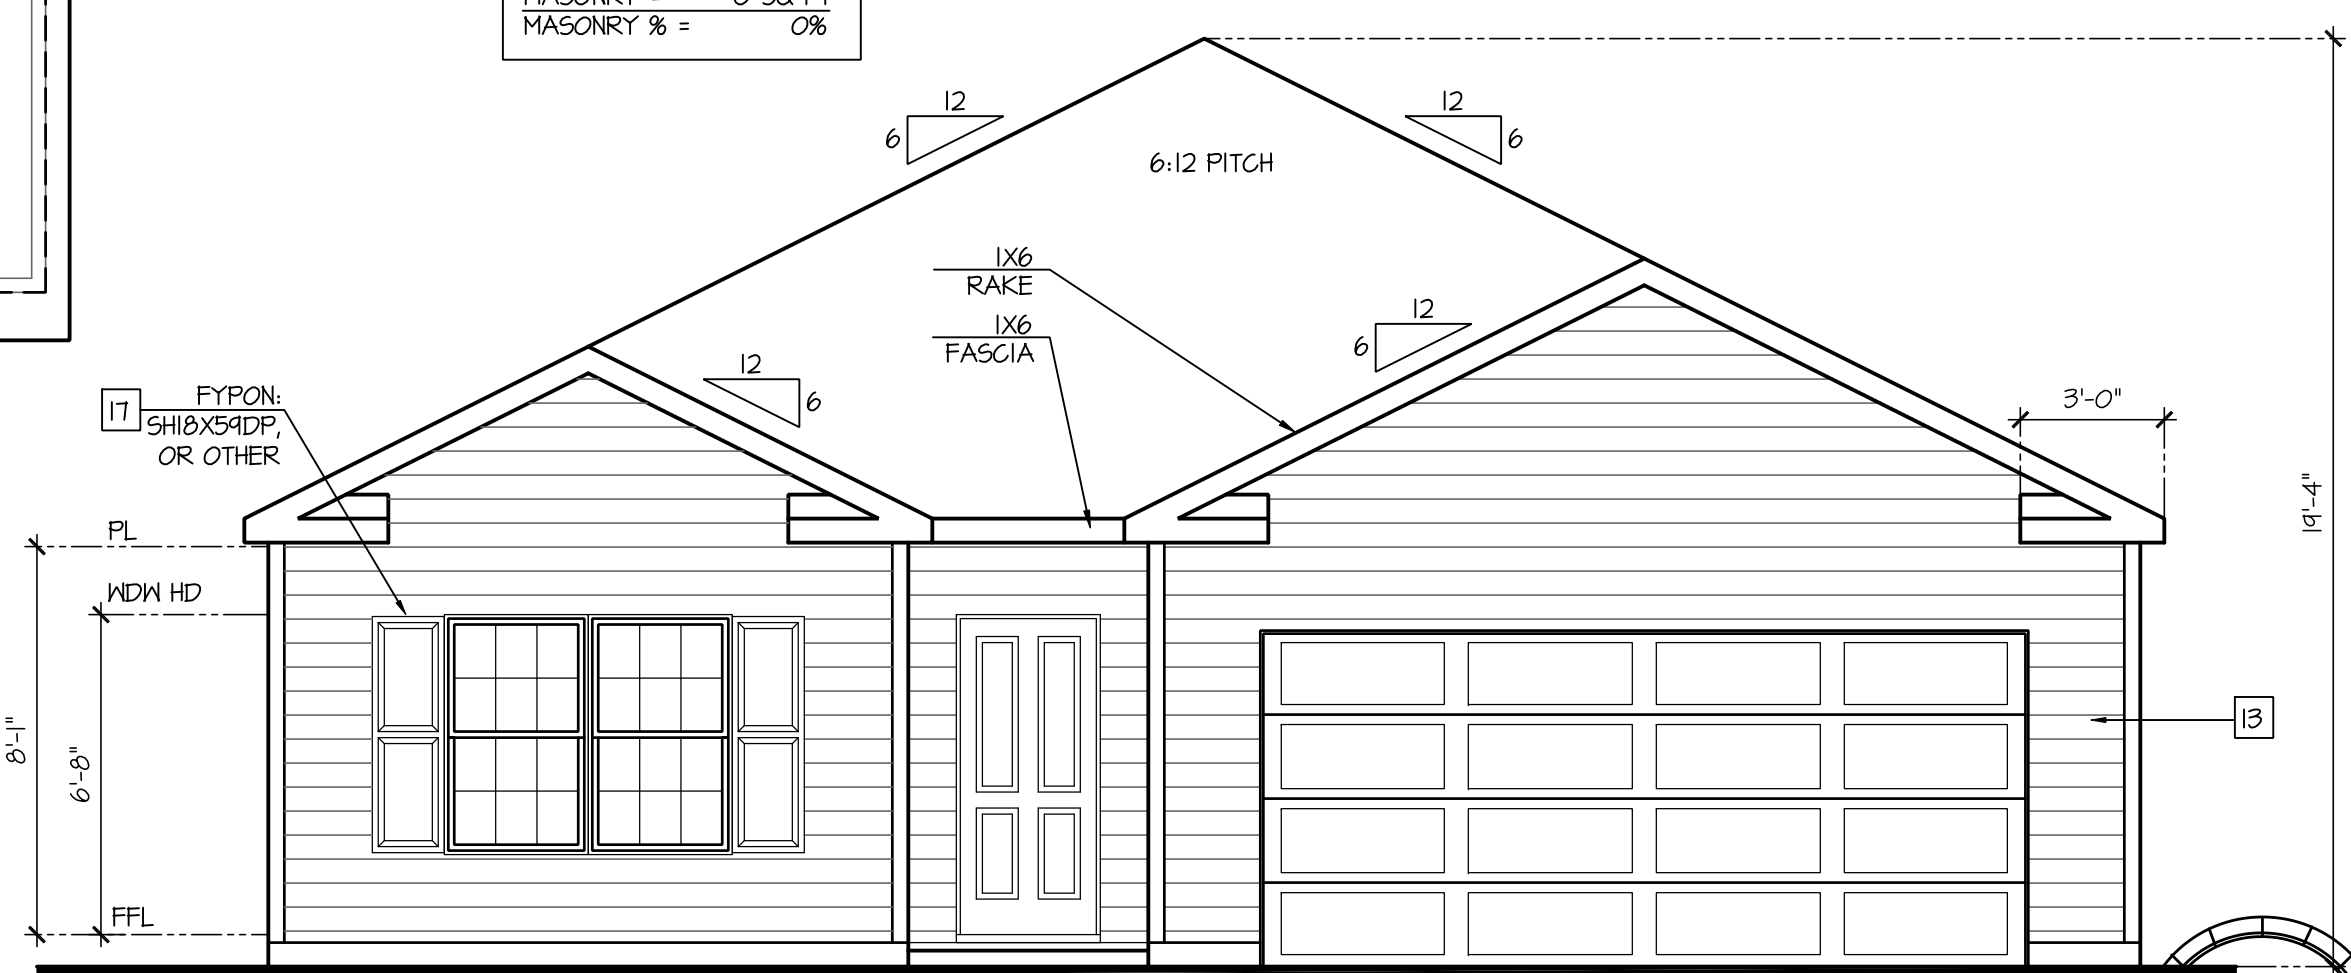 MASONRY % = 0%
12
6
12
6
6:12 PITCH
1X6
RAKE
1X6
FASCIA
12
6
12
6
3'-0"
17
FYPON:
SH18X59DP,
OR OTHER
19'-4"
PL
WDW HD
8'-1"
6'-8"
13
FFL